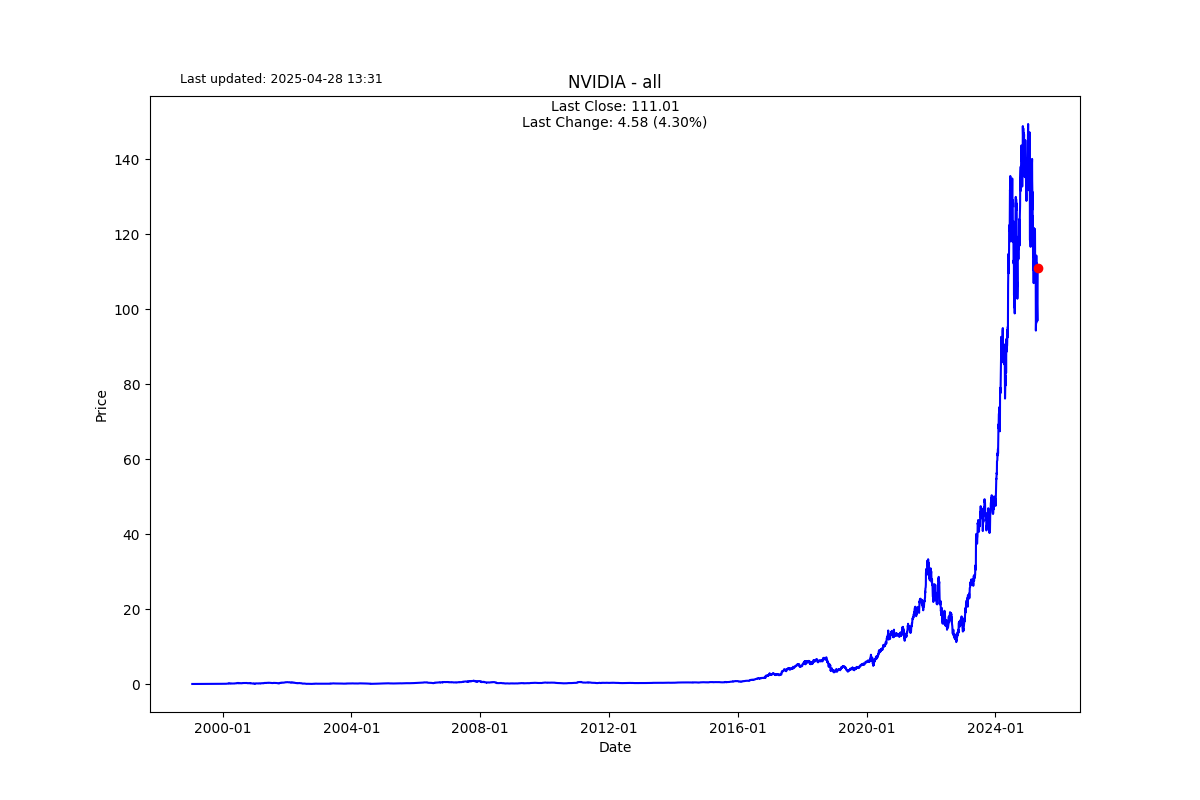 Last updated: 2025-04-28 13:31
NVIDIA - all
Last Close: 111.01
Last Change: 4.58 (4.30%)
140
120
100
80
60
40
20
0
Price
2000-01
2004-01
2008-01
2012-01
2016-01
2020-01
2024-01
Date